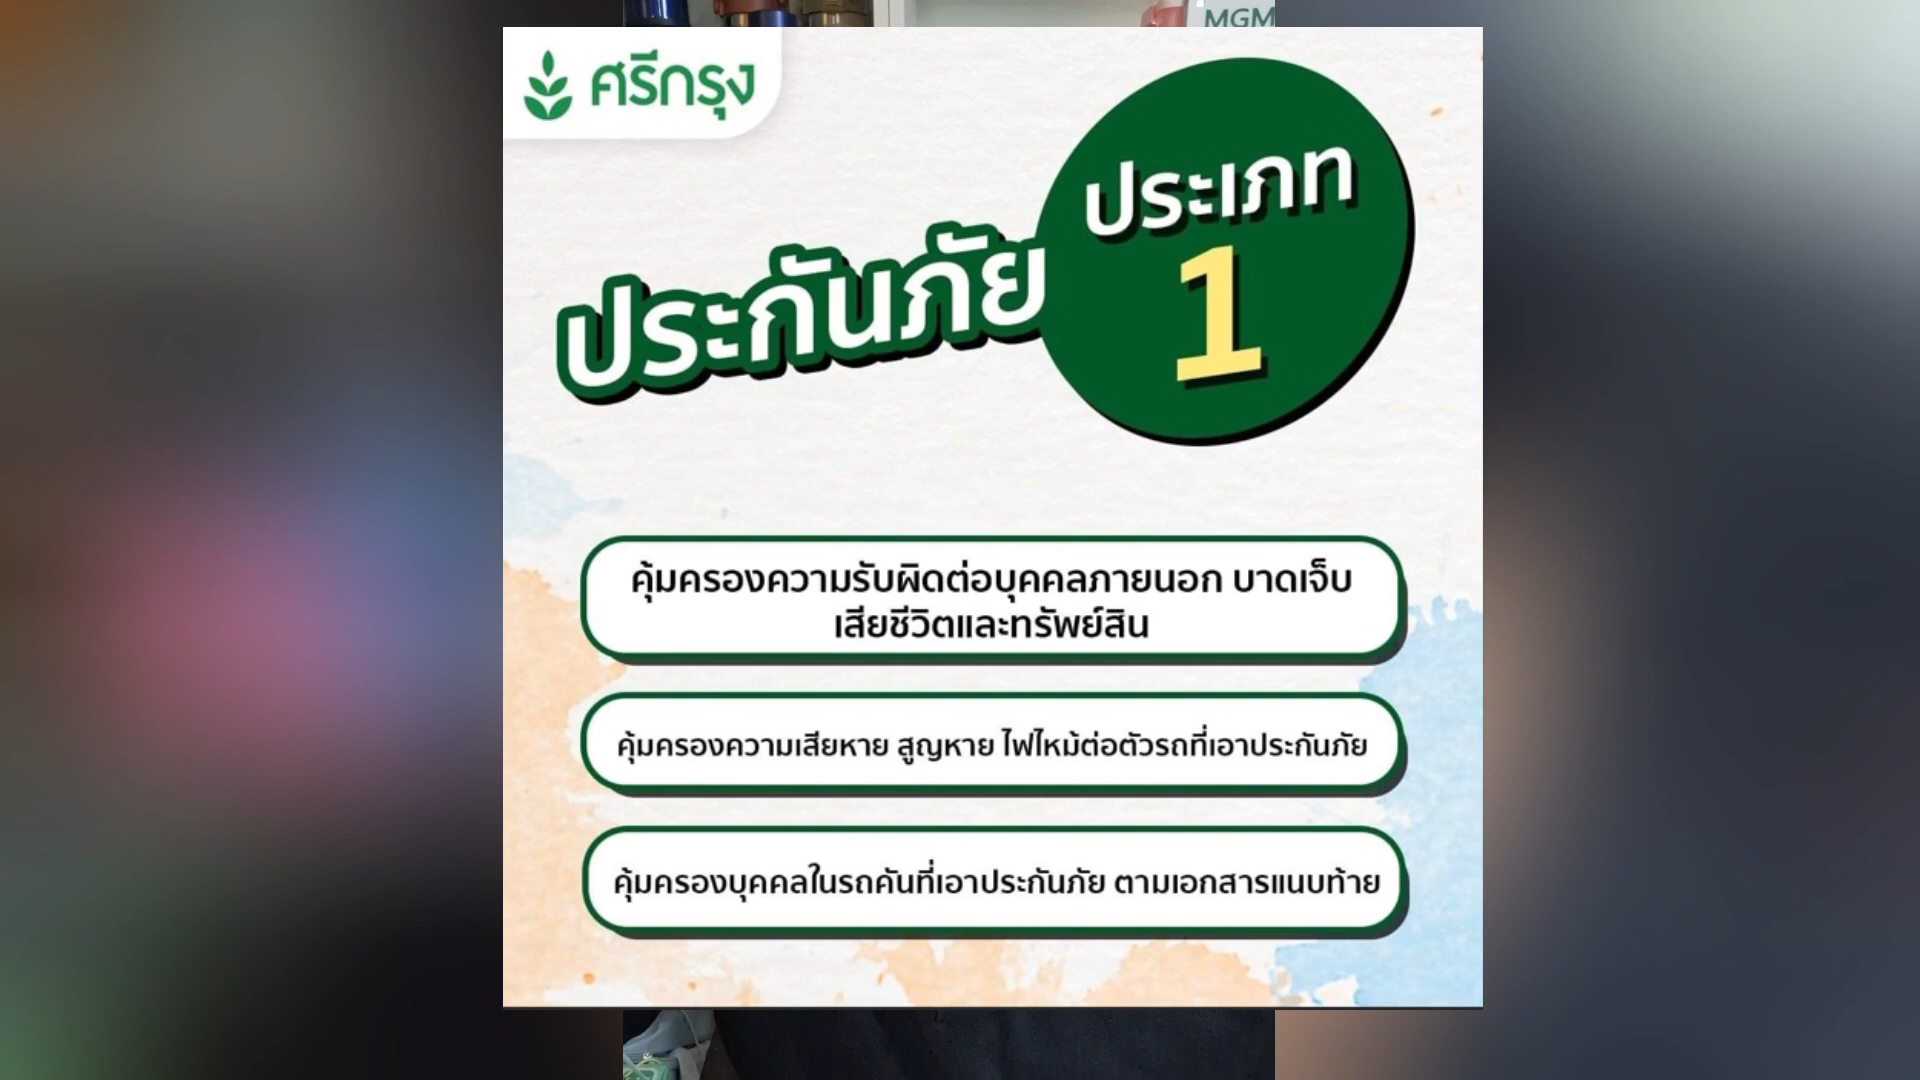 MGM
ศรีกรุง
ประเภท
1
ประกันภัย
คุ้มครองความรับผิดต่อบุคคลภายนอก บาดเจ็บ
เสียชีวิตและทรัพย์สิน
คุ้มครองความเสียหาย สูญหาย ไฟไหม้ต่อตัวรถที่เอาประกันภัย
คุ้มครองบุคคลในรถคันที่เอาประกันภัย ตามเอกสารแนบท้าย